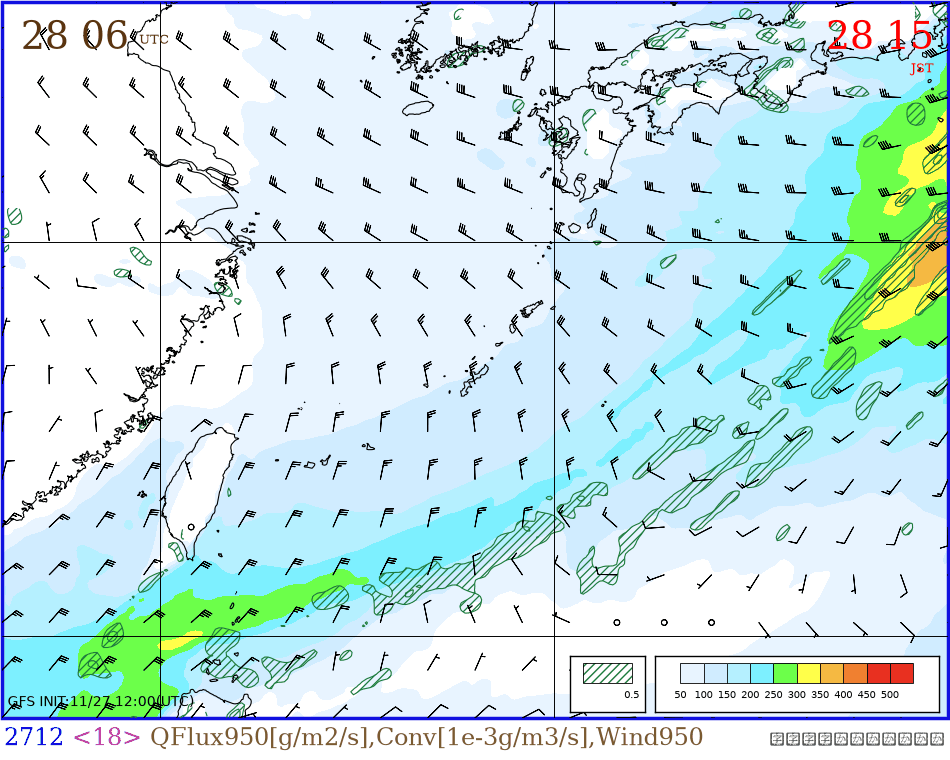 28 06 UTC
28 15
JST
0.5
50 100 150 200 250 300 350 400 450 500
GFS INIT:11/27 12:00(UTC)
2712 <18> QFlux950[g/m2/s],Conv[1e-3g/m3/s],Wind950